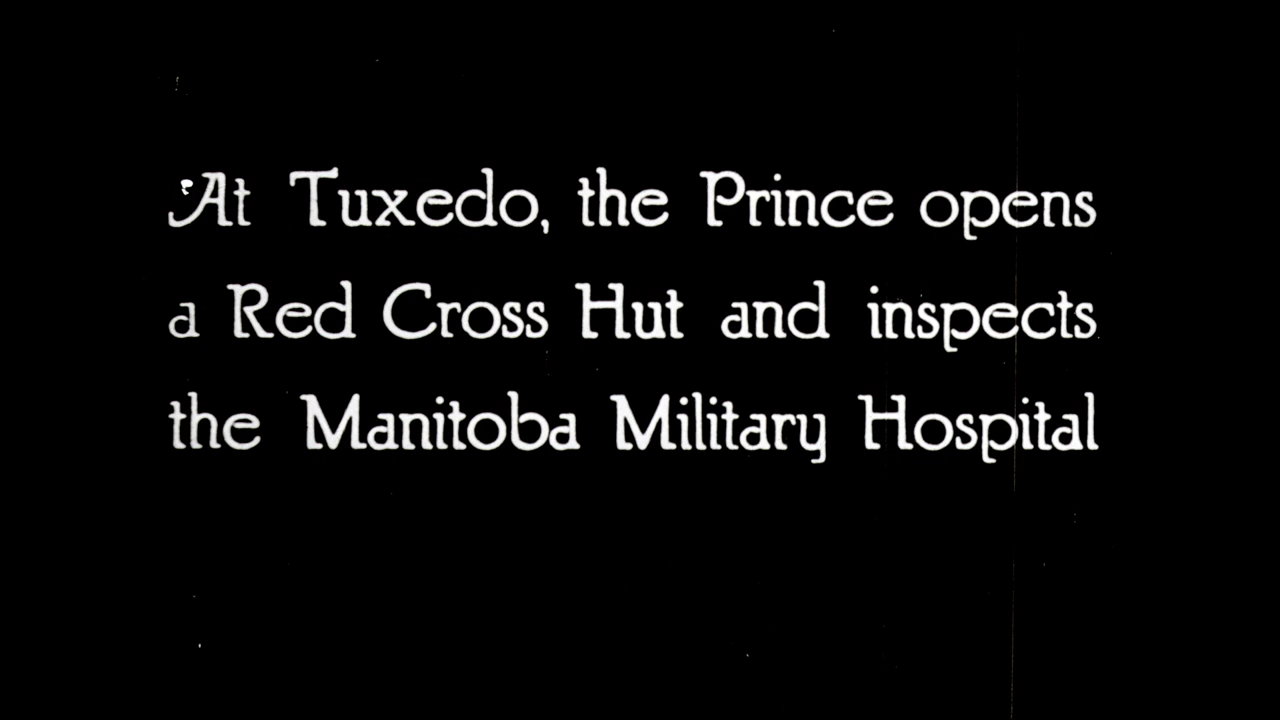 At Tuxedo, the Prince opens
a Red Cross Hut and inspects
the Manitoba Military Hospital